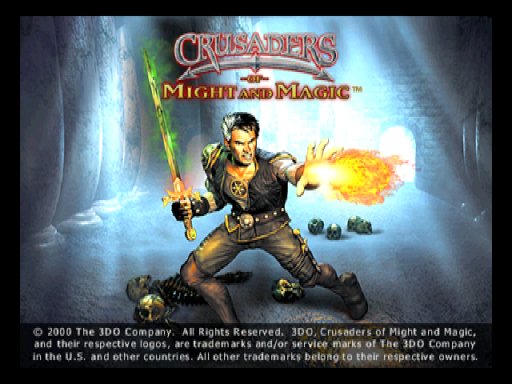 CRUSADERS
-OF-
MIGHT AND MAGIC™
© 2000 The 3DO Company.  All Rights Reserved.  3DO, Crusaders of Might and Magic,
and their respective logos, are trademarks and/or service marks of The 3DO Company
in the U.S. and other countries. All other trademarks belong to their respective owners.